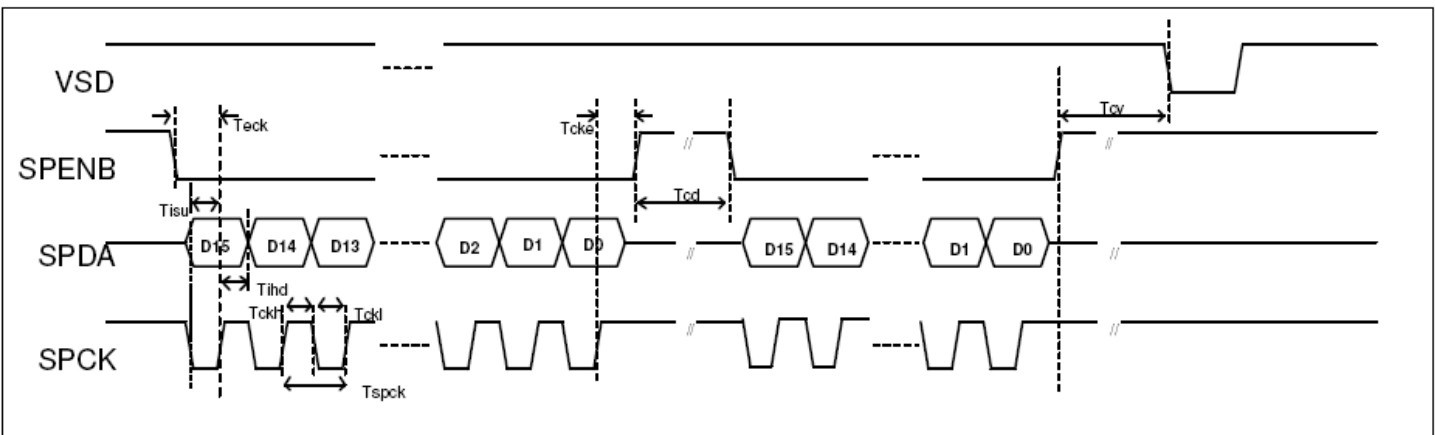 VSD
Tcv
Teck
Tcke
SPENB
//
//
Tisu
Tcd
SPDA
D15
D14
D13
D2
D1
D0
//
D15
D14
D1
D0
//
Tihd
Tckh
Tckl
SPCK
//
//
Tspck